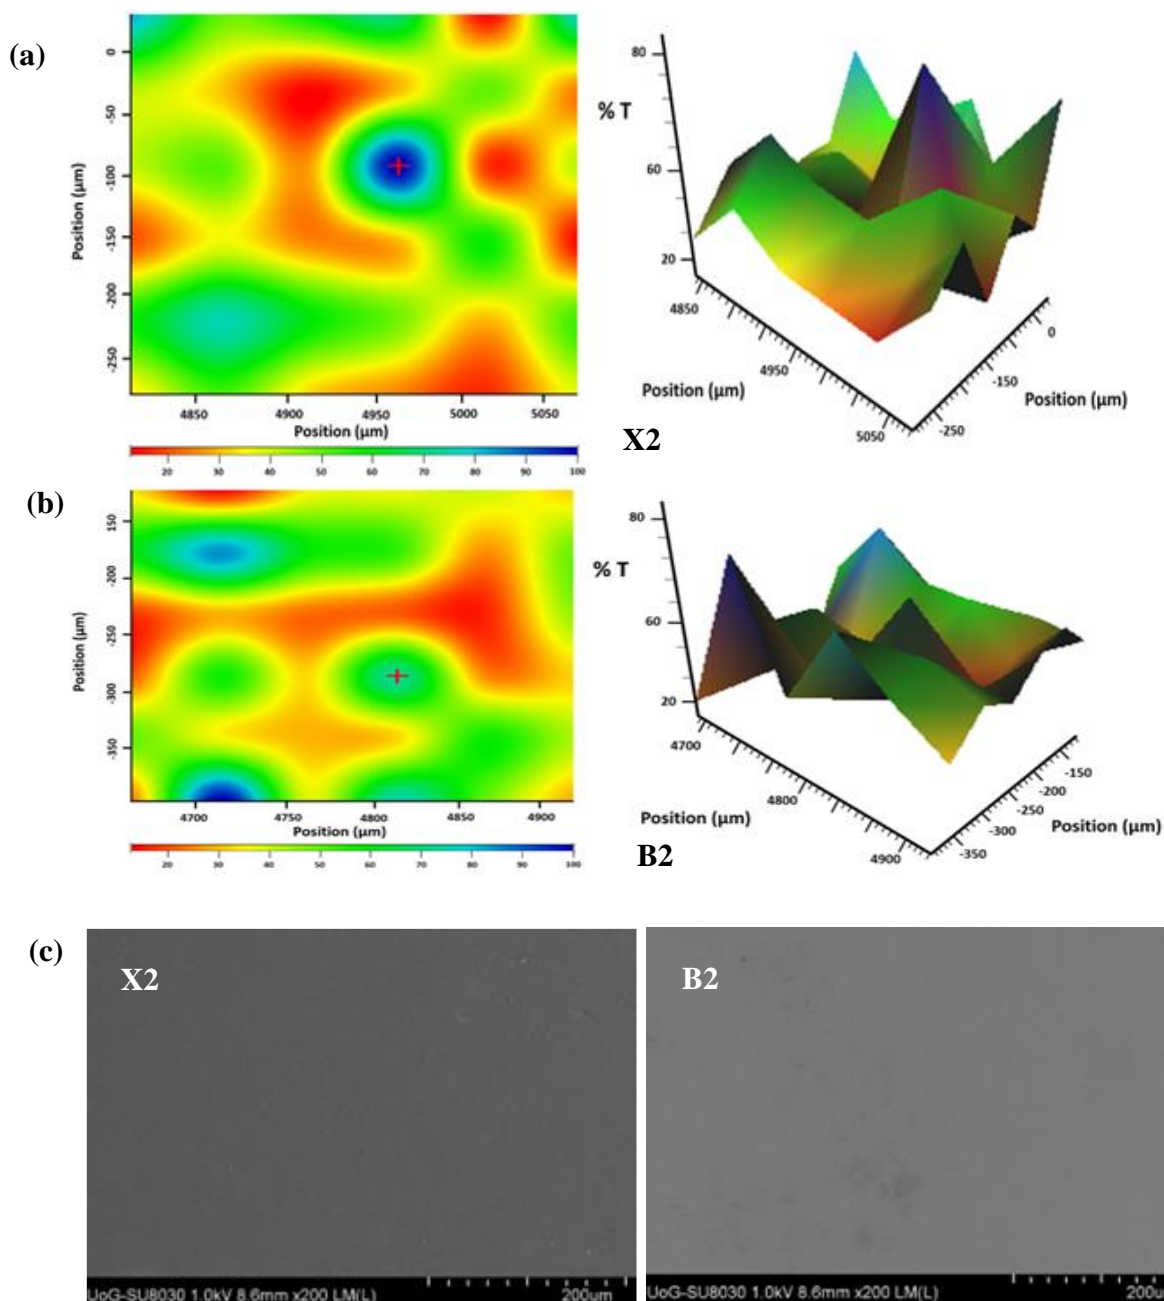 (a)
0
-50
-100
-150
-200
-250
Position (µm)
4850 4900 4950 5000 5050
Position (µm)
20 30 40 50 60 70 80 90 100
% T
80
60
20
4850
4950
5050
Position (µm)
0
-150
-250
Position (µm)
X2
(b)
150
-200
-250
-300
-350
Position (µm)
4700 4750 4800 4850 4900
Position (µm)
20 30 40 50 60 70 80 90 100
% T
80
60
20
4700
4800
4900
Position (µm)
-150
-200
-250
-300
-350
Position (µm)
B2
(c)
X2
UoG-SU8030 1.0kV 8.6mm x200 LM(L) 200um
B2
UoG-SU8030 1.0kV 8.6mm x200 LM(L) 200u